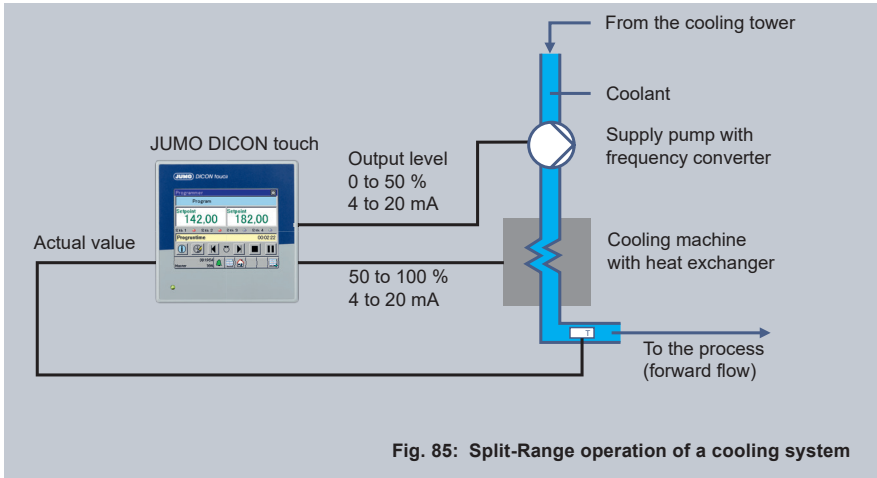 From the cooling tower
Coolant
Supply pump with
frequency converter
JUMO DICON touch
Output level
0 to 50 %
4 to 20 mA
Actual value
50 to 100 %
4 to 20 mA
Cooling machine
with heat exchanger
JUMO DICON touch
Programmer
Program
Setpoint
142,00
Setpoint
182,00
Programtime
00:02:22
T
To the process
(forward flow)
Fig. 85: Split-Range operation of a cooling system